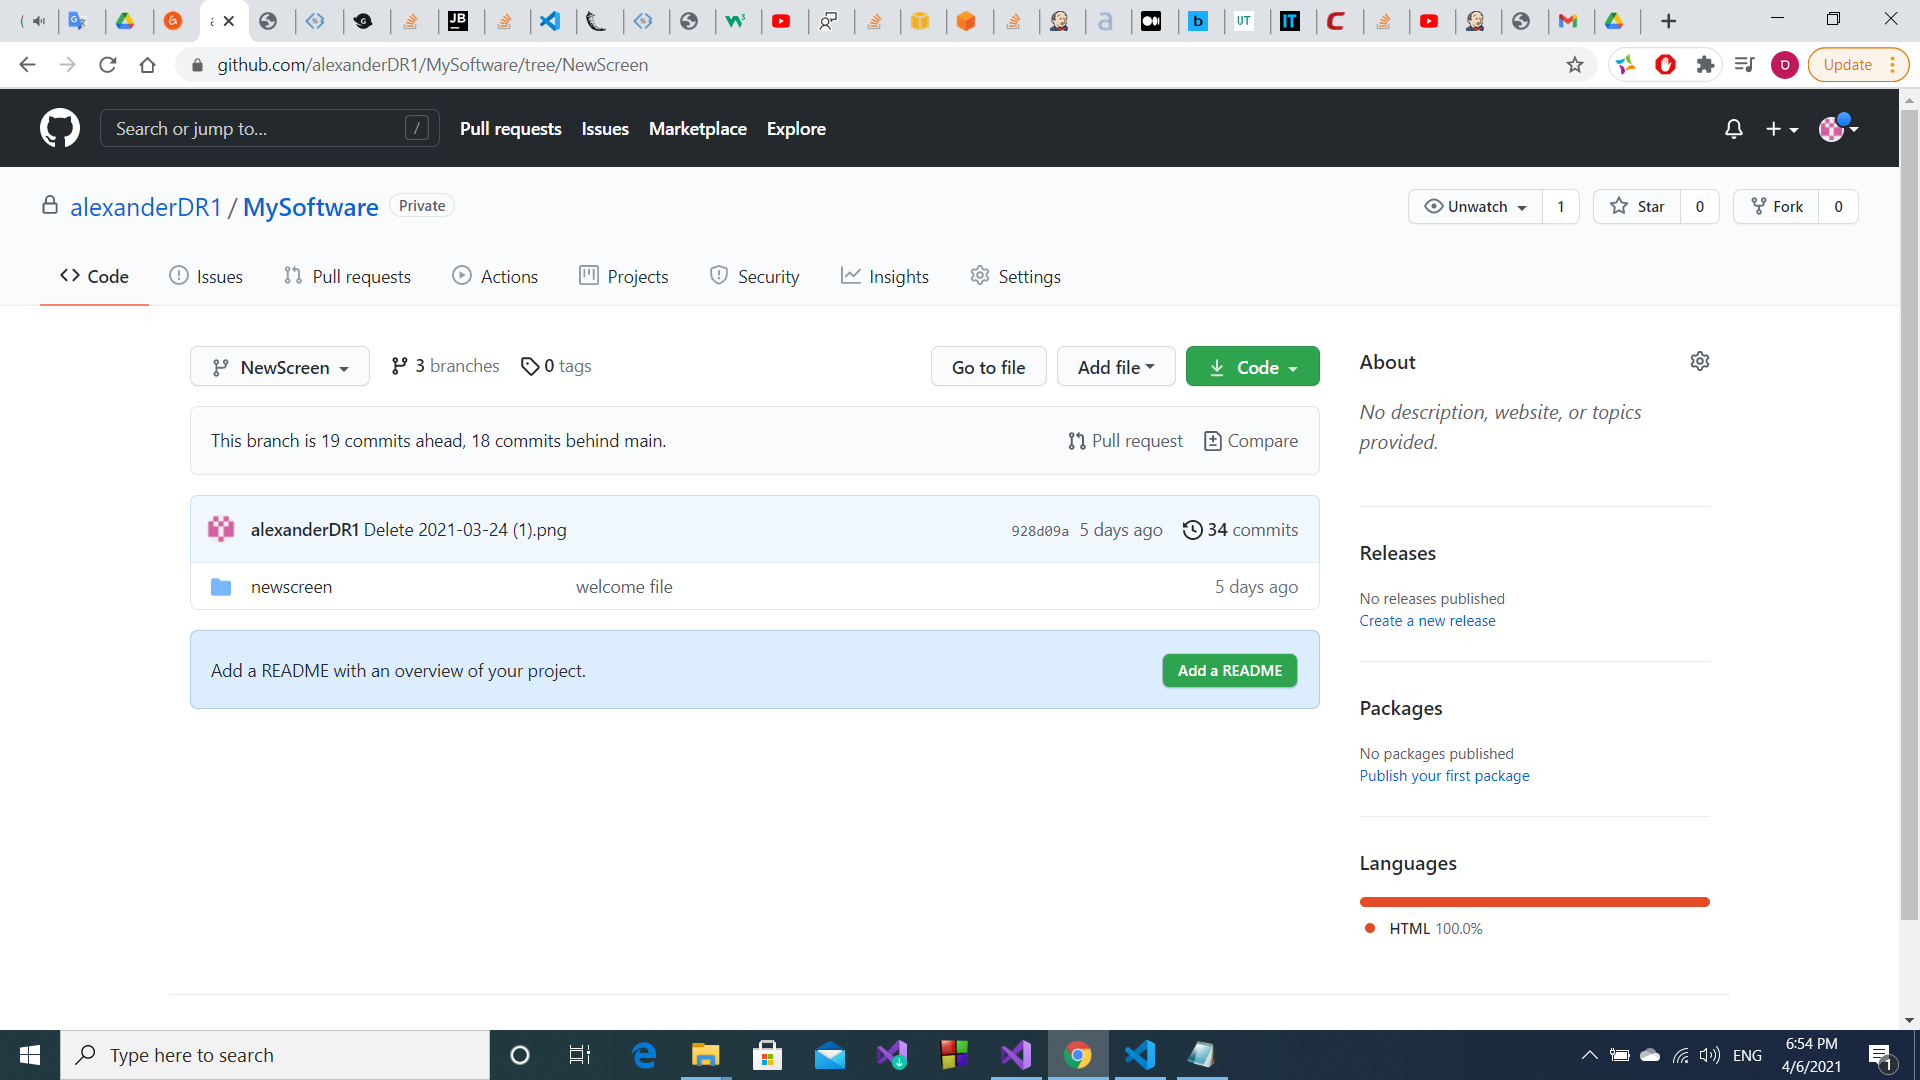 JB
UT
IT
b
github.com/alexanderDR1/MySoftware/tree/NewScreen
Update
Search or jump to...
/
Pull requests
Issues
Marketplace
Explore
alexanderDR1 / MySoftware
Private
Unwatch
1
Star
0
Fork
0
Code
Issues
Pull requests
Actions
Projects
Security
Insights
Settings
NewScreen
3 branches
0 tags
Go to file
Add file
Code
This branch is 19 commits ahead, 18 commits behind main.
Pull request
Compare
alexanderDR1 Delete 2021-03-24 (1).png
928d09a
5 days ago
34 commits
newscreen
welcome file
5 days ago
Add a README with an overview of your project.
Add a README
About
No description, website, or topics
provided.
Releases
No releases published
Create a new release
Packages
No packages published
Publish your first package
Languages
HTML 100.0%
Type here to search
ENG
6:54 PM
4/6/2021
1